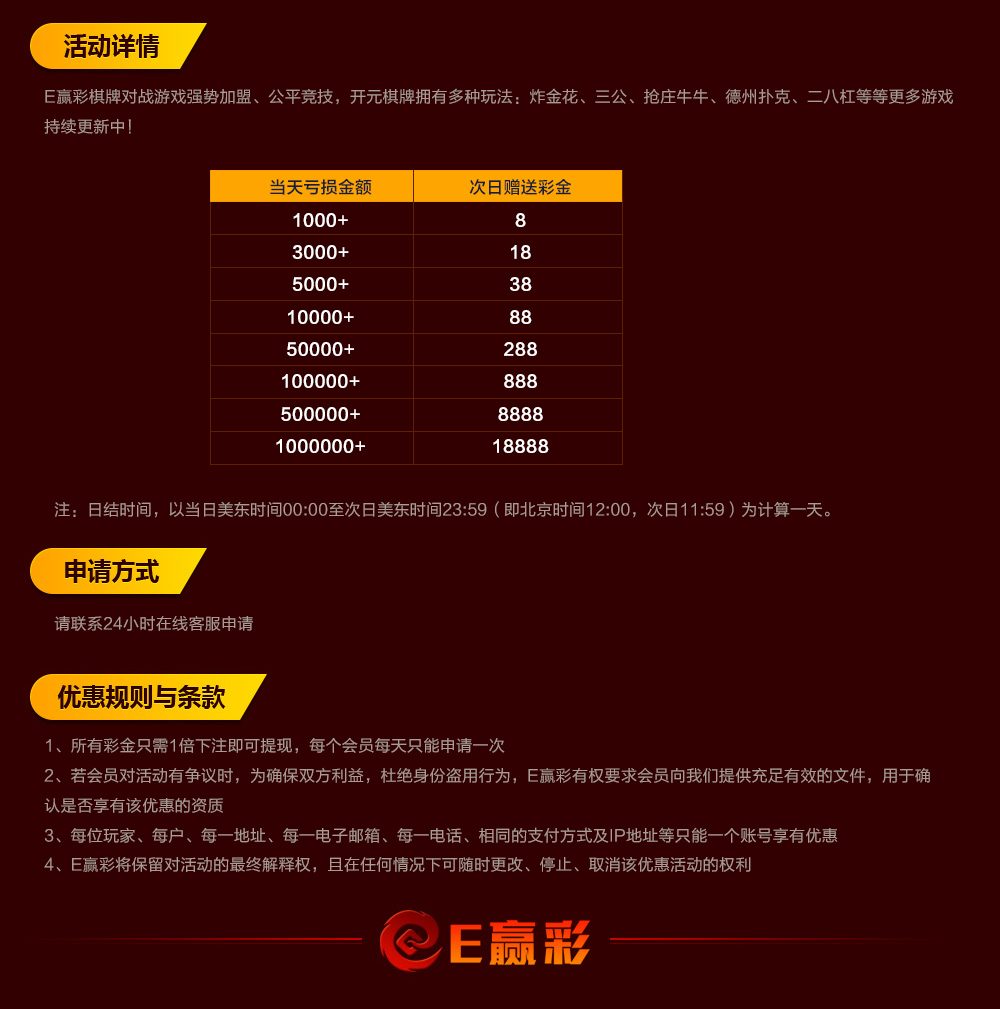 活动详情
E赢彩棋牌对战游戏强势加盟、公平竞技，开元棋牌拥有多种玩法：炸金花、三公、抢庄牛牛、德州扑克、二八杠等等更多游戏
持续更新中！
当天亏损金额 次日赠送彩金
1000+ 8
3000+ 18
5000+ 38
10000+ 88
50000+ 288
100000+ 888
500000+ 8888
1000000+ 18888
注：日结时间，以当日美东时间00:00至次日美东时间23:59（即北京时间12:00，次日11:59）为计算一天。
申请方式
请联系24小时在线客服申请
优惠规则与条款
1、所有彩金只需1倍下注即可提现，每个会员每天只能申请一次
2、若会员对活动有争议时，为确保双方利益，杜绝身份盗用行为，E赢彩有权要求会员向我们提供充足有效的文件，用于确
认是否享有该优惠的资质
3、每位玩家、每户、每一地址、每一电子邮箱、每一电话、相同的支付方式及IP地址等只能一个账号享有优惠
4、E赢彩将保留对活动的最终解释权，且在任何情况下可随时更改、停止、取消该优惠活动的权利
E赢彩